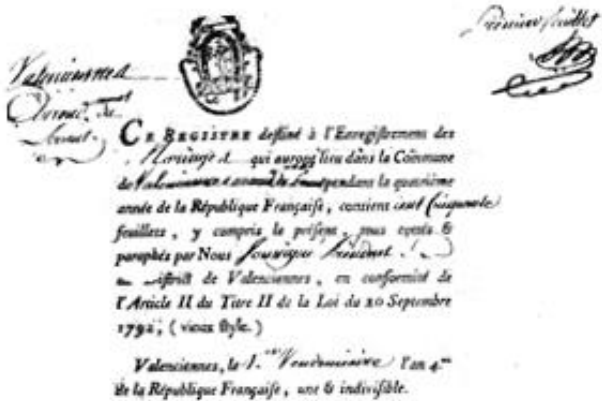 premier feuillet
Valenciennes
CE REGISTRE destiné à l'Enregistrement des
Mariages qui auront lieu dans la Commune
de Valenciennes pendant la quatrième
année de la République Française, contient cent cinquante
feuillets, y compris le présent, tous cotés &
paraphés par Nous Président
District de Valenciennes, en conformité de
l'Article II du Titre II de la Loi du 20 Septembre
1792, (vieux style.)
Valenciennes, le 1.er Vendemiaire l'an 4.me
de la République Française, une & indivisible.